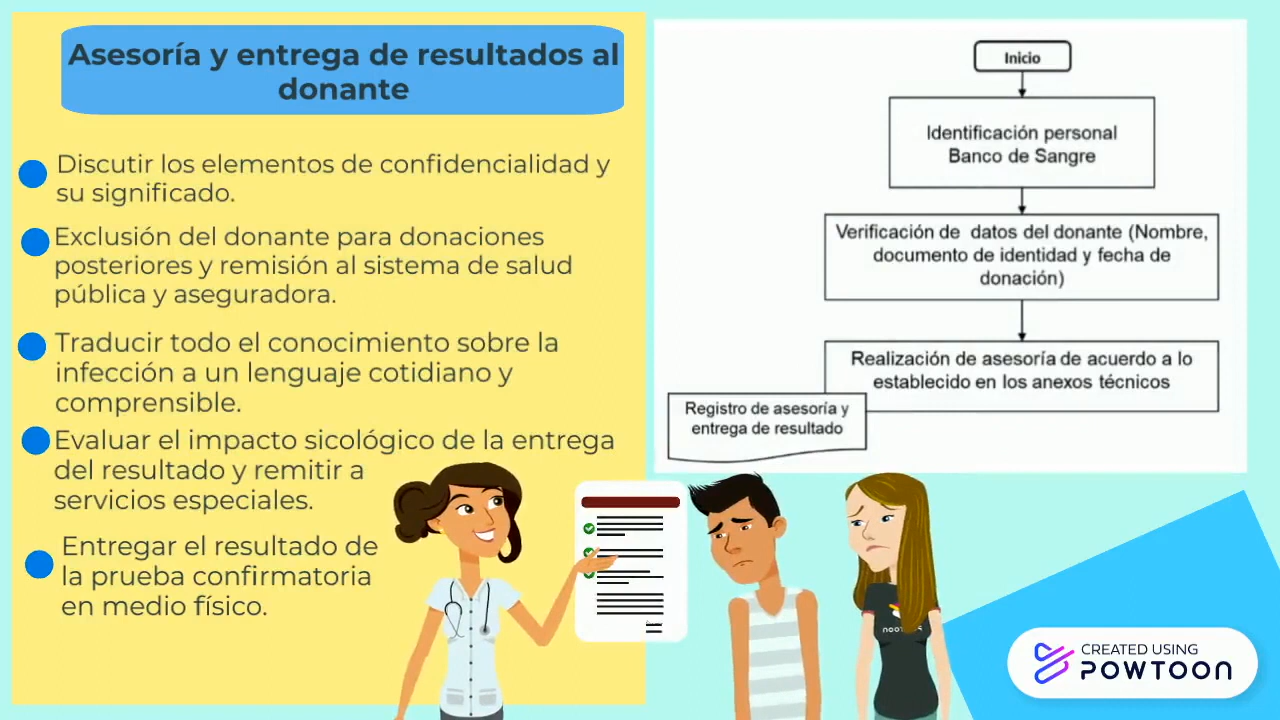 Asesoría y entrega de resultados al
donante
Discutir los elementos de confidencialidad y
su significado.
Exclusión del donante para donaciones
posteriores y remisión al sistema de salud
pública y aseguradora.
Traducir todo el conocimiento sobre la
infección a un lenguaje cotidiano y
comprensible.
Evaluar el impacto sicológico de la entrega
del resultado y remitir a
servicios especiales.
Entregar el resultado de
la prueba confirmatoria
en medio físico.
Inicio
Identificación personal
Banco de Sangre
Verificación de datos del donante (Nombre,
documento de identidad y fecha de
donación)
Realización de asesoría de acuerdo a lo
establecido en los anexos técnicos
Registro de asesoría y
entrega de resultado
CREATED USING
POWTOON